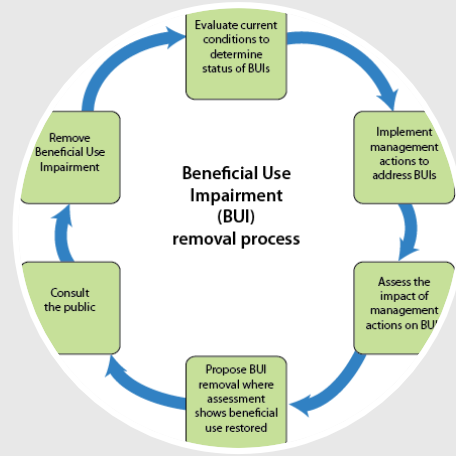 Evaluate current
conditions to
determine
status of BUIs
Implement
management
actions to
address BUIs
Assess the
impact of
management
actions on BUI
Propose BUI
removal where
assessment
shows beneficial
use restored
Consult
the public
Remove
Beneficial Use
Impairment
Beneficial Use
Impairment
(BUI)
removal process